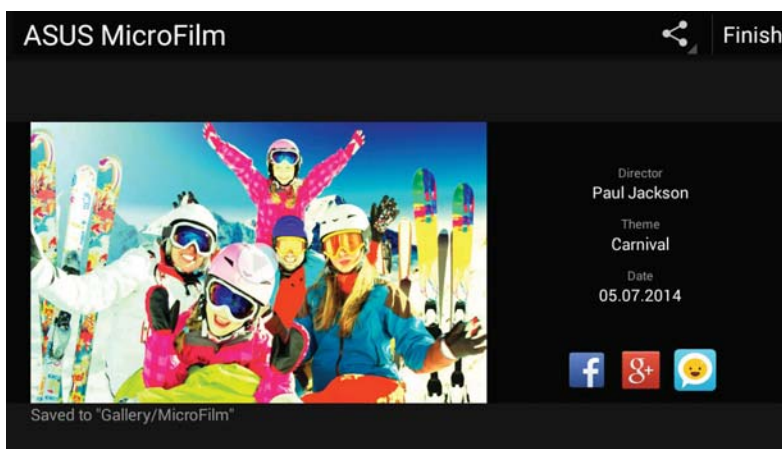 ASUS MicroFilm
Finish
Director
Paul Jackson
Theme
Carnival
Date
05.07.2014
f
g+
Saved to "Gallery/MicroFilm"